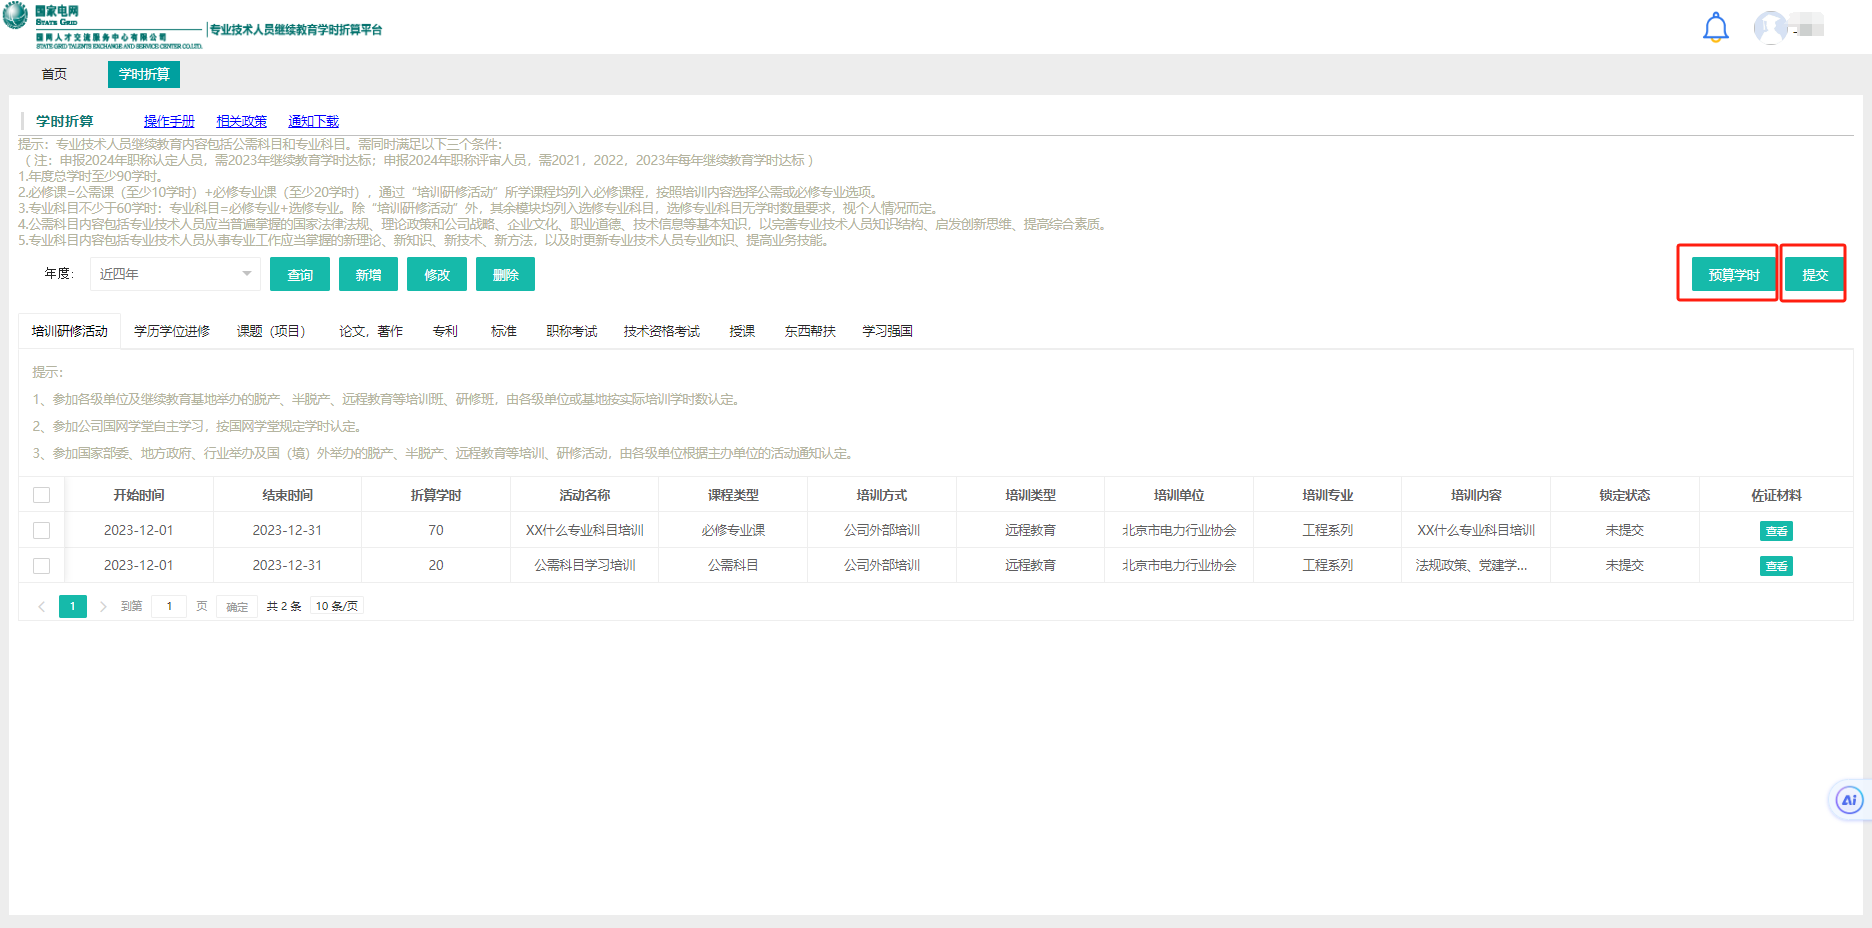 国家电网
STATE GRID
国网人才交流服务中心有限公司
STATE GRID TALENTS EXCHANGE AND SERVICE CENTER CO.LTD.
专业技术人员继续教育学时折算平台
首页 学时折算
学时折算 操作手册 相关政策 通知下载
提示：专业技术人员继续教育内容包括公需科目和专业科目。需同时满足以下三个条件：
（ 注：申报2024年职称认定人员，需2023年继续教育学时达标；申报2024年职称评审人员，需2021，2022，2023年每年继续教育学时达标 ）
1.年度总学时至少90学时。
2.必修课=公需课（至少10学时）+必修专业课（至少20学时），通过“培训研修活动”所学课程均列入必修课程，按照培训内容选择公需或必修专业选项。
3.专业科目不少于60学时：专业科目=必修专业+选修专业。除“培训研修活动”外，其余模块均列入选修专业科目，选修专业科目无学时数量要求，视个人情况而定。
4.公需科目内容包括专业技术人员应当普遍掌握的国家法律法规、理论政策和公司战略、企业文化、职业道德、技术信息等基本知识，以完善专业技术人员知识结构、启发创新思维、提高综合素质。
5.专业科目内容包括专业技术人员从事专业工作应当掌握的新理论、新知识、新技术、新方法，以及时更新专业技术人员专业知识、提高业务技能。
年度： 近四年 查询 新增 修改 删除 预算学时 提交
培训研修活动 学历学位进修 课题（项目） 论文，著作 专利 标准 职称考试 技术资格考试 授课 东西帮扶 学习强国
提示：
1、参加各级单位及继续教育基地举办的脱产、半脱产、远程教育等培训班、研修班，由各级单位或基地按实际培训学时数认定。
2、参加公司国网学堂自主学习，按国网学堂规定学时认定。
3、参加国家部委、地方政府、行业举办及国（境）外举办的脱产、半脱产、远程教育等培训、研修活动，由各级单位根据主办单位的活动通知认定。
开始时间 结束时间 折算学时 活动名称 课程类型 培训方式 培训类型 培训单位 培训专业 培训内容 锁定状态 佐证材料
2023-12-01 2023-12-31 70 XX什么专业科目培训 必修专业课 公司外部培训 远程教育 北京市电力行业协会 工程系列 XX什么专业科目培训 未提交 查看
2023-12-01 2023-12-31 20 公需科目学习培训 公需科目 公司外部培训 远程教育 北京市电力行业协会 工程系列 法规政策、党建学... 未提交 查看
1 到第 1 页 确定 共 2 条 10 条/页
Ai